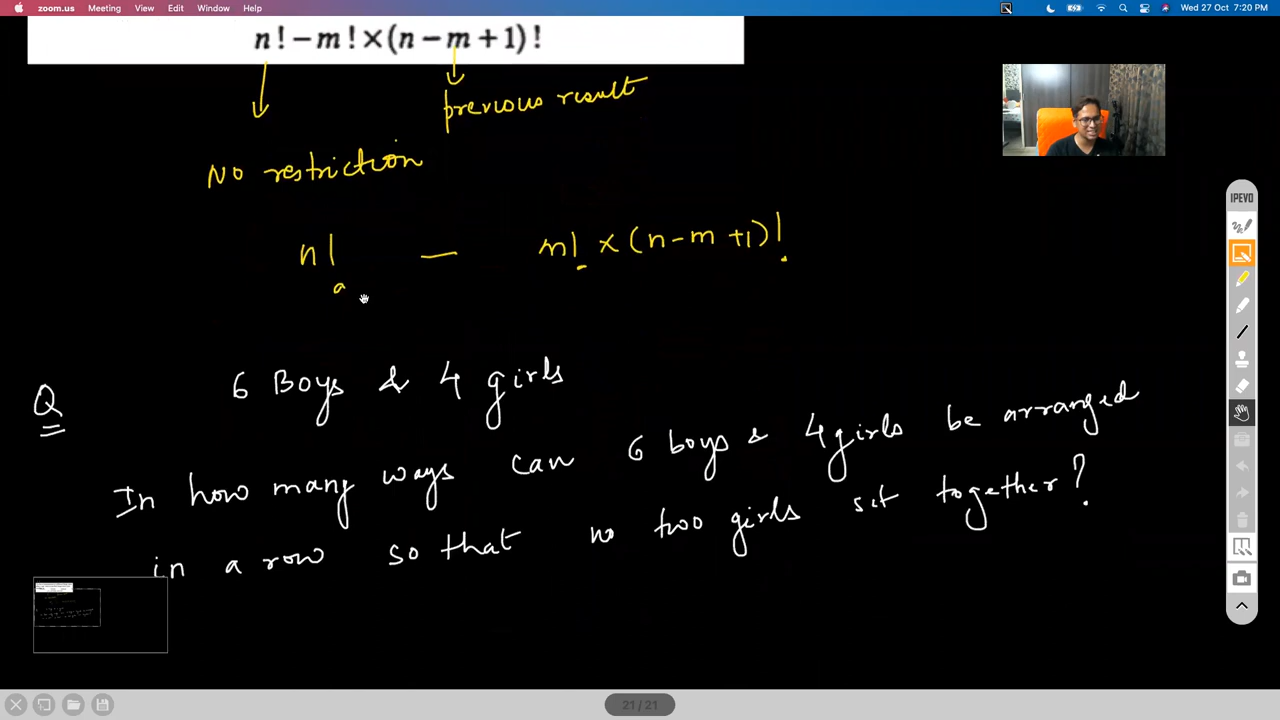 zoom.us Meeting View Edit Window Help Wed 27 Oct 7:20 PM
n! – m! × (n – m + 1)!
previous result
No restriction
n! — m! × (n-m+1)!
a
IPEVO
Q 6 Boys & 4 girls
In how many ways can 6 boys & 4 girls be arranged
in a row so that no two girls sit together?
21 / 21